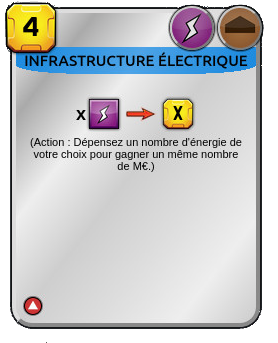 4
INFRASTRUCTURE ÉLECTRIQUE
X X
(Action : Dépensez un nombre d'énergie de
votre choix pour gagner un même nombre
de M€.)